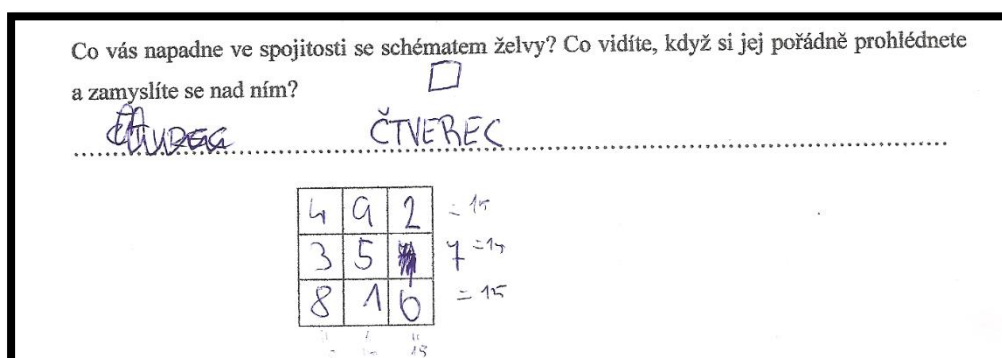 Co vás napadne ve spojitosti se schématem želvy? Co vidíte, když si jej pořádně prohlédnete
a zamyslíte se nad ním?
ČTVEREC
4 9 2 = 15
3 5 7 = 15
8 1 6 = 15
15